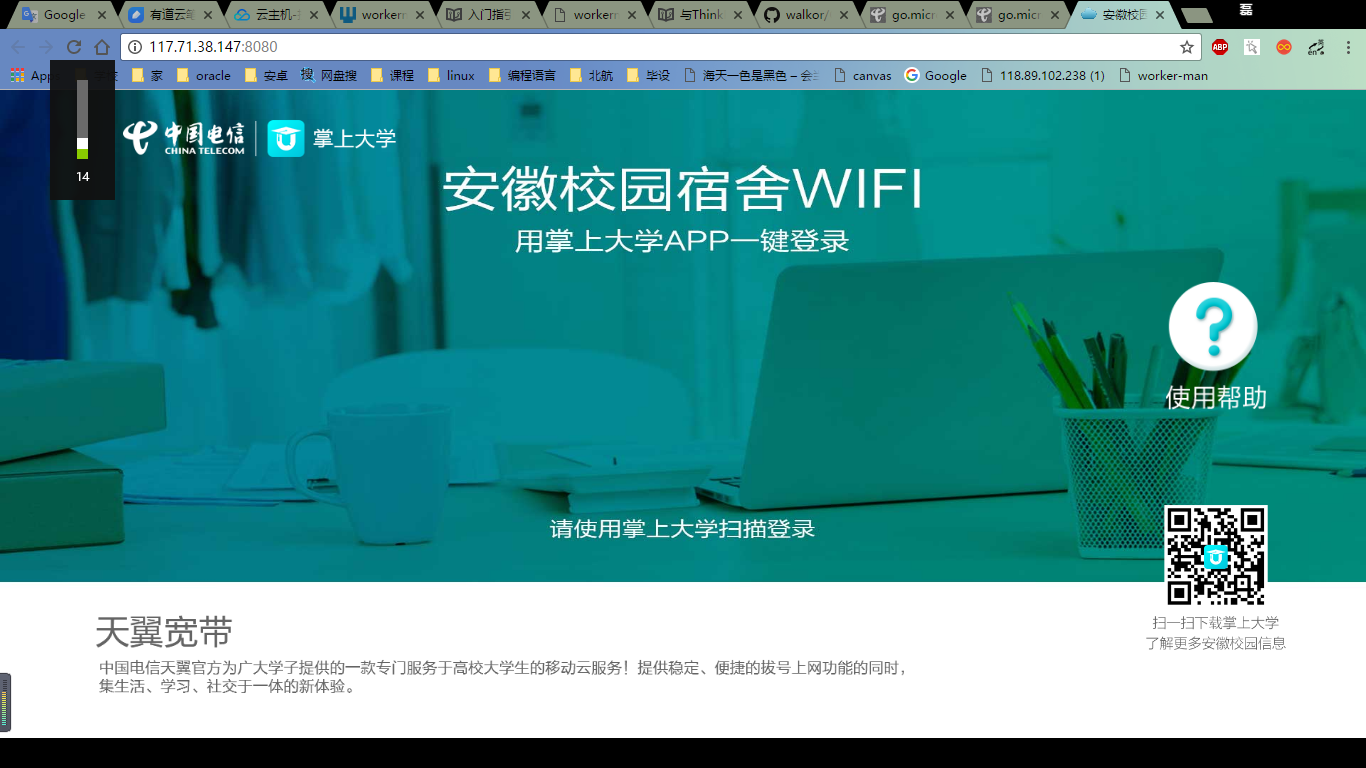 Google
有道云笔
云主机-
workerm
入门指引
workerm
与Think
walkor/
go.micr
go.micr
安徽校园
磊
117.71.38.147:8080
App
家
oracle
安卓
网盘搜
课程
linux
编程语言
北航
毕设
海天一色是黑色 – 会
canvas
Google
118.89.102.238 (1)
worker-man
14
中国电信
CHINA TELECOM
掌上大学
安徽校园宿舍WIFI
用掌上大学APP一键登录
使用帮助
请使用掌上大学扫描登录
扫一扫下载掌上大学
了解更多安徽校园信息
天翼宽带
中国电信天翼官方为广大学子提供的一款专门服务于高校大学生的移动云服务！提供稳定、便捷的拨号上网功能的同时，
集生活、学习、社交于一体的新体验。